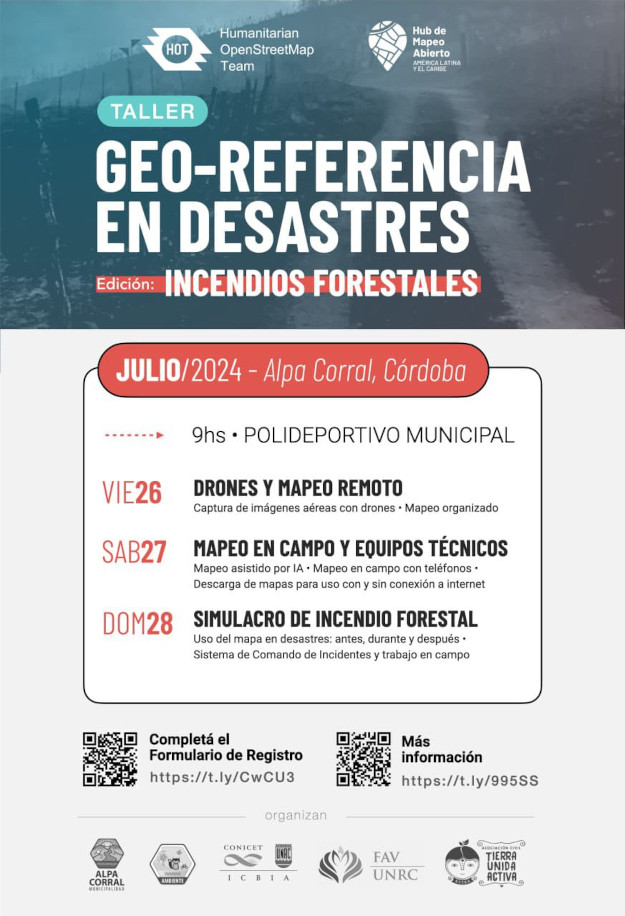 HOT
Humanitarian
OpenStreetMap
Team
Hub de
Mapeo
Abierto
AMÉRICA LATINA
Y EL CARIBE
TALLER
GEO-REFERENCIA
EN DESASTRES
Edición: INCENDIOS FORESTALES
JULIO/2024 - Alpa Corral, Córdoba
9hs • POLIDEPORTIVO MUNICIPAL
VIE26
DRONES Y MAPEO REMOTO
Captura de imágenes aéreas con drones • Mapeo organizado
SAB27
MAPEO EN CAMPO Y EQUIPOS TÉCNICOS
Mapeo asistido por IA • Mapeo en campo con teléfonos •
Descarga de mapas para uso con y sin conexión a internet
DOM28
SIMULACRO DE INCENDIO FORESTAL
Uso del mapa en desastres: antes, durante y después •
Sistema de Comando de Incidentes y trabajo en campo
Completá el
Formulario de Registro
https://t.ly/CwCU3
Más
información
https://t.ly/995SS
organizan
ALPA
CORRAL
MUNICIPALIDAD
AMBIENTE
CONICET
UNRC
ICBIA
FAV
UNRC
ASOCIACIÓN CIVIL
TIERRA
UNIDA
ACTIVA